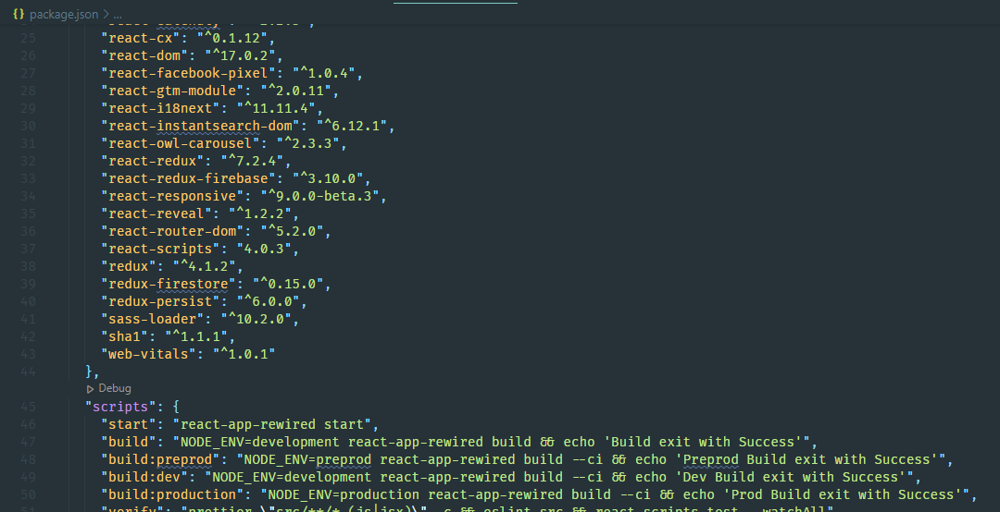 {} package.json > ...
25 "react-cx": "^0.1.12",
26 "react-dom": "^17.0.2",
27 "react-facebook-pixel": "^1.0.4",
28 "react-gtm-module": "^2.0.11",
29 "react-i18next": "^11.11.4",
30 "react-instantsearch-dom": "^6.12.1",
31 "react-owl-carousel": "^2.3.3",
32 "react-redux": "^7.2.4",
33 "react-redux-firebase": "^3.10.0",
34 "react-responsive": "^9.0.0-beta.3",
35 "react-reveal": "^1.2.2",
36 "react-router-dom": "^5.2.0",
37 "react-scripts": "4.0.3",
38 "redux": "^4.1.2",
39 "redux-firestore": "^0.15.0",
40 "redux-persist": "^6.0.0",
41 "sass-loader": "^10.2.0",
42 "sha1": "^1.1.1",
43 "web-vitals": "^1.0.1"
44 },
Debug
45 "scripts": {
46 "start": "react-app-rewired start",
47 "build": "NODE_ENV=development react-app-rewired build && echo 'Build exit with Success'",
48 "build:preprod": "NODE_ENV=preprod react-app-rewired build --ci && echo 'Preprod Build exit with Success'",
49 "build:dev": "NODE_ENV=development react-app-rewired build --ci && echo 'Dev Build exit with Success'",
50 "build:production": "NODE_ENV=production react-app-rewired build --ci && echo 'Prod Build exit with Success'",
51 "verify": "prettier \"src/**/*.(js|jsx)\" -c && eslint src && react-scripts test --watchAll"